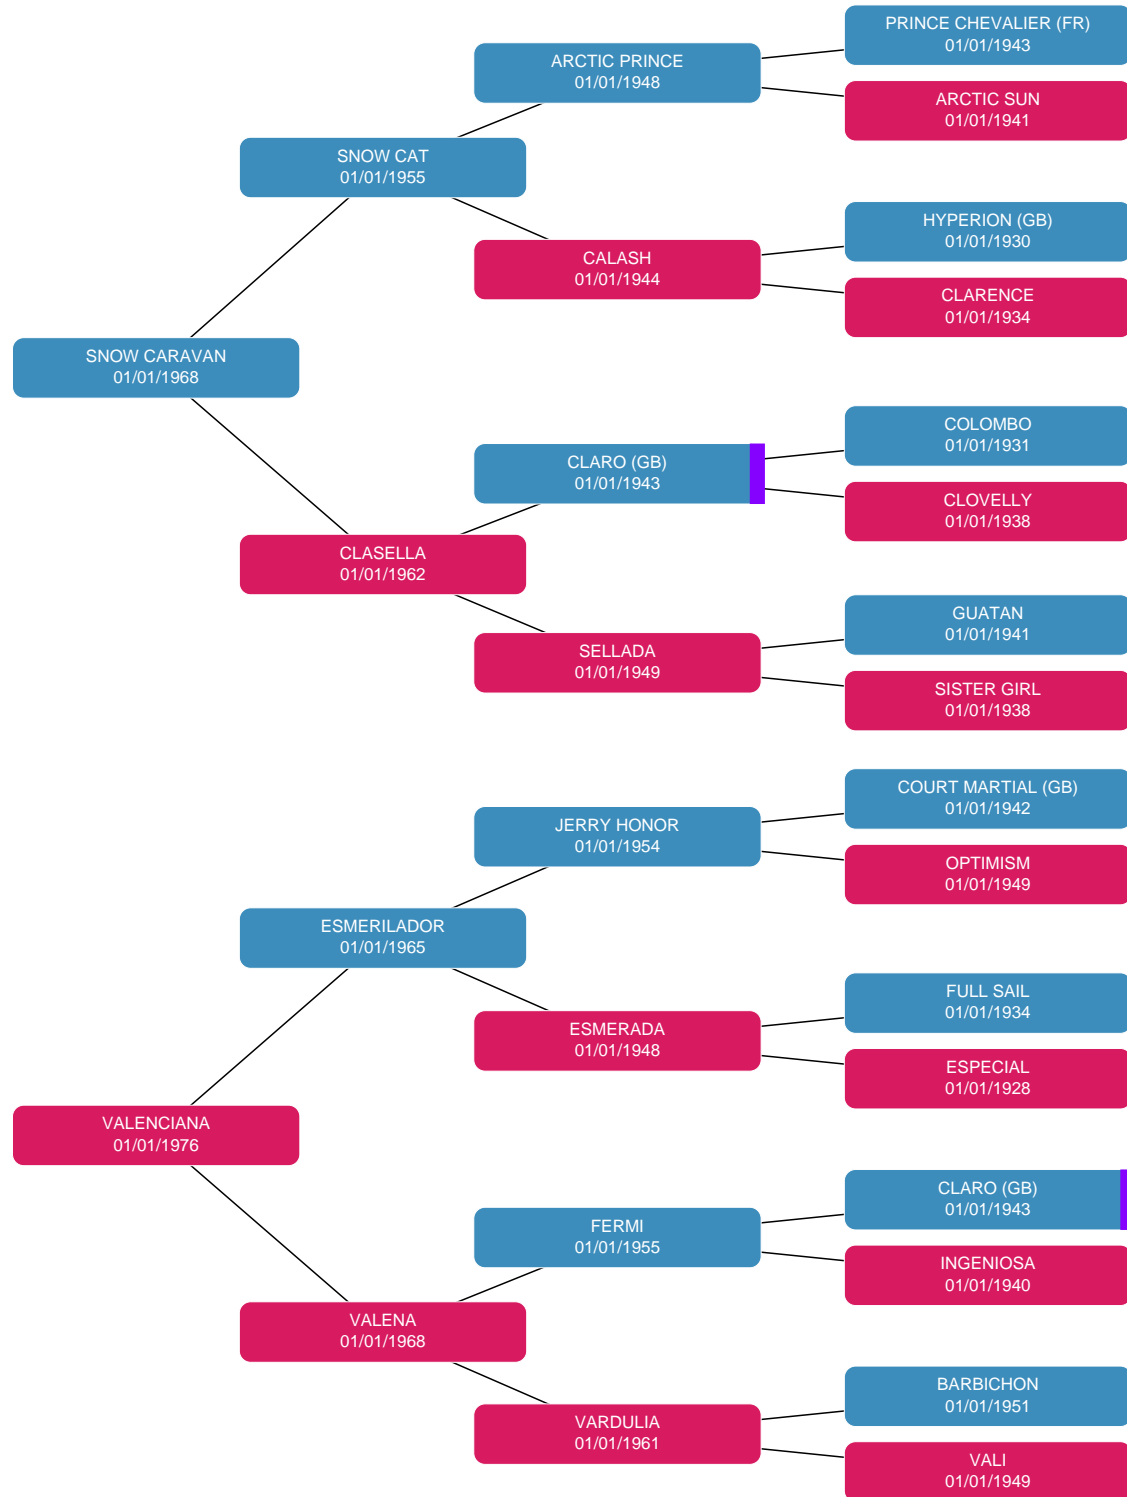 PRINCE CHEVALIER (FR)
01/01/1943
ARCTIC PRINCE
01/01/1948
ARCTIC SUN
01/01/1941
SNOW CAT
01/01/1955
HYPERION (GB)
01/01/1930
CALASH
01/01/1944
CLARENCE
01/01/1934
SNOW CARAVAN
01/01/1968
COLOMBO
01/01/1931
CLARO (GB)
01/01/1943
CLOVELLY
01/01/1938
CLASELLA
01/01/1962
GUATAN
01/01/1941
SELLADA
01/01/1949
SISTER GIRL
01/01/1938
COURT MARTIAL (GB)
01/01/1942
JERRY HONOR
01/01/1954
OPTIMISM
01/01/1949
ESMERILADOR
01/01/1965
FULL SAIL
01/01/1934
ESMERADA
01/01/1948
ESPECIAL
01/01/1928
VALENCIANA
01/01/1976
CLARO (GB)
01/01/1943
FERMI
01/01/1955
INGENIOSA
01/01/1940
VALENA
01/01/1968
BARBICHON
01/01/1951
VARDULIA
01/01/1961
VALI
01/01/1949